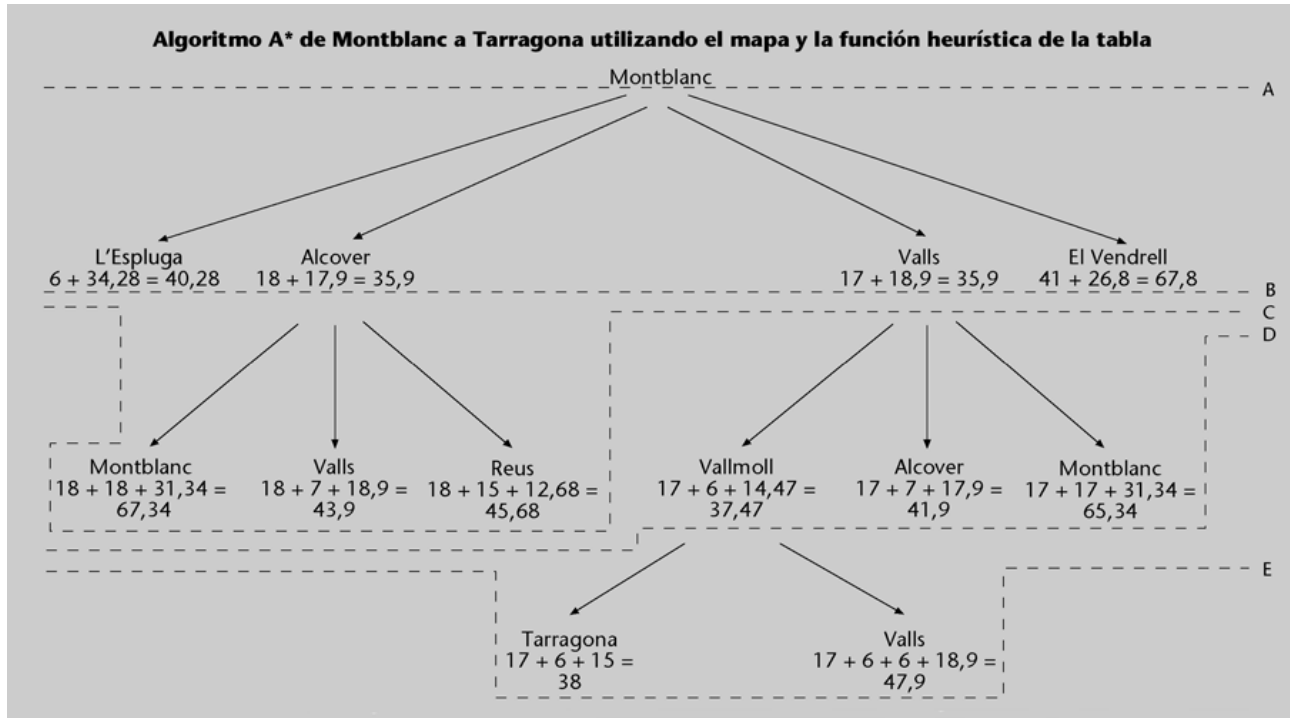 Algoritmo A* de Montblanc a Tarragona utilizando el mapa y la función heurística de la tabla
Montblanc
A
L'Espluga
6 + 34,28 = 40,28
Alcover
18 + 17,9 = 35,9
Valls
17 + 18,9 = 35,9
El Vendrell
41 + 26,8 = 67,8
B
C
D
Montblanc
18 + 18 + 31,34 =
67,34
Valls
18 + 7 + 18,9 =
43,9
Reus
18 + 15 + 12,68 =
45,68
Vallmoll
17 + 6 + 14,47 =
37,47
Alcover
17 + 7 + 17,9 =
41,9
Montblanc
17 + 17 + 31,34 =
65,34
E
Tarragona
17 + 6 + 15 =
38
Valls
17 + 6 + 6 + 18,9 =
47,9